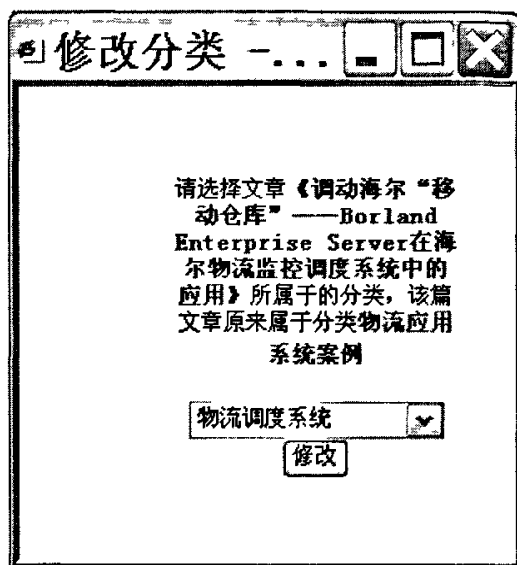 修改分类 -...
请选择文章《调动海尔“移
动仓库”——Borland
Enterprise Server在海
尔物流监控调度系统中的
应用》所属于的分类，该篇
文章原来属于分类物流应用
系统案例
物流调度系统
修改